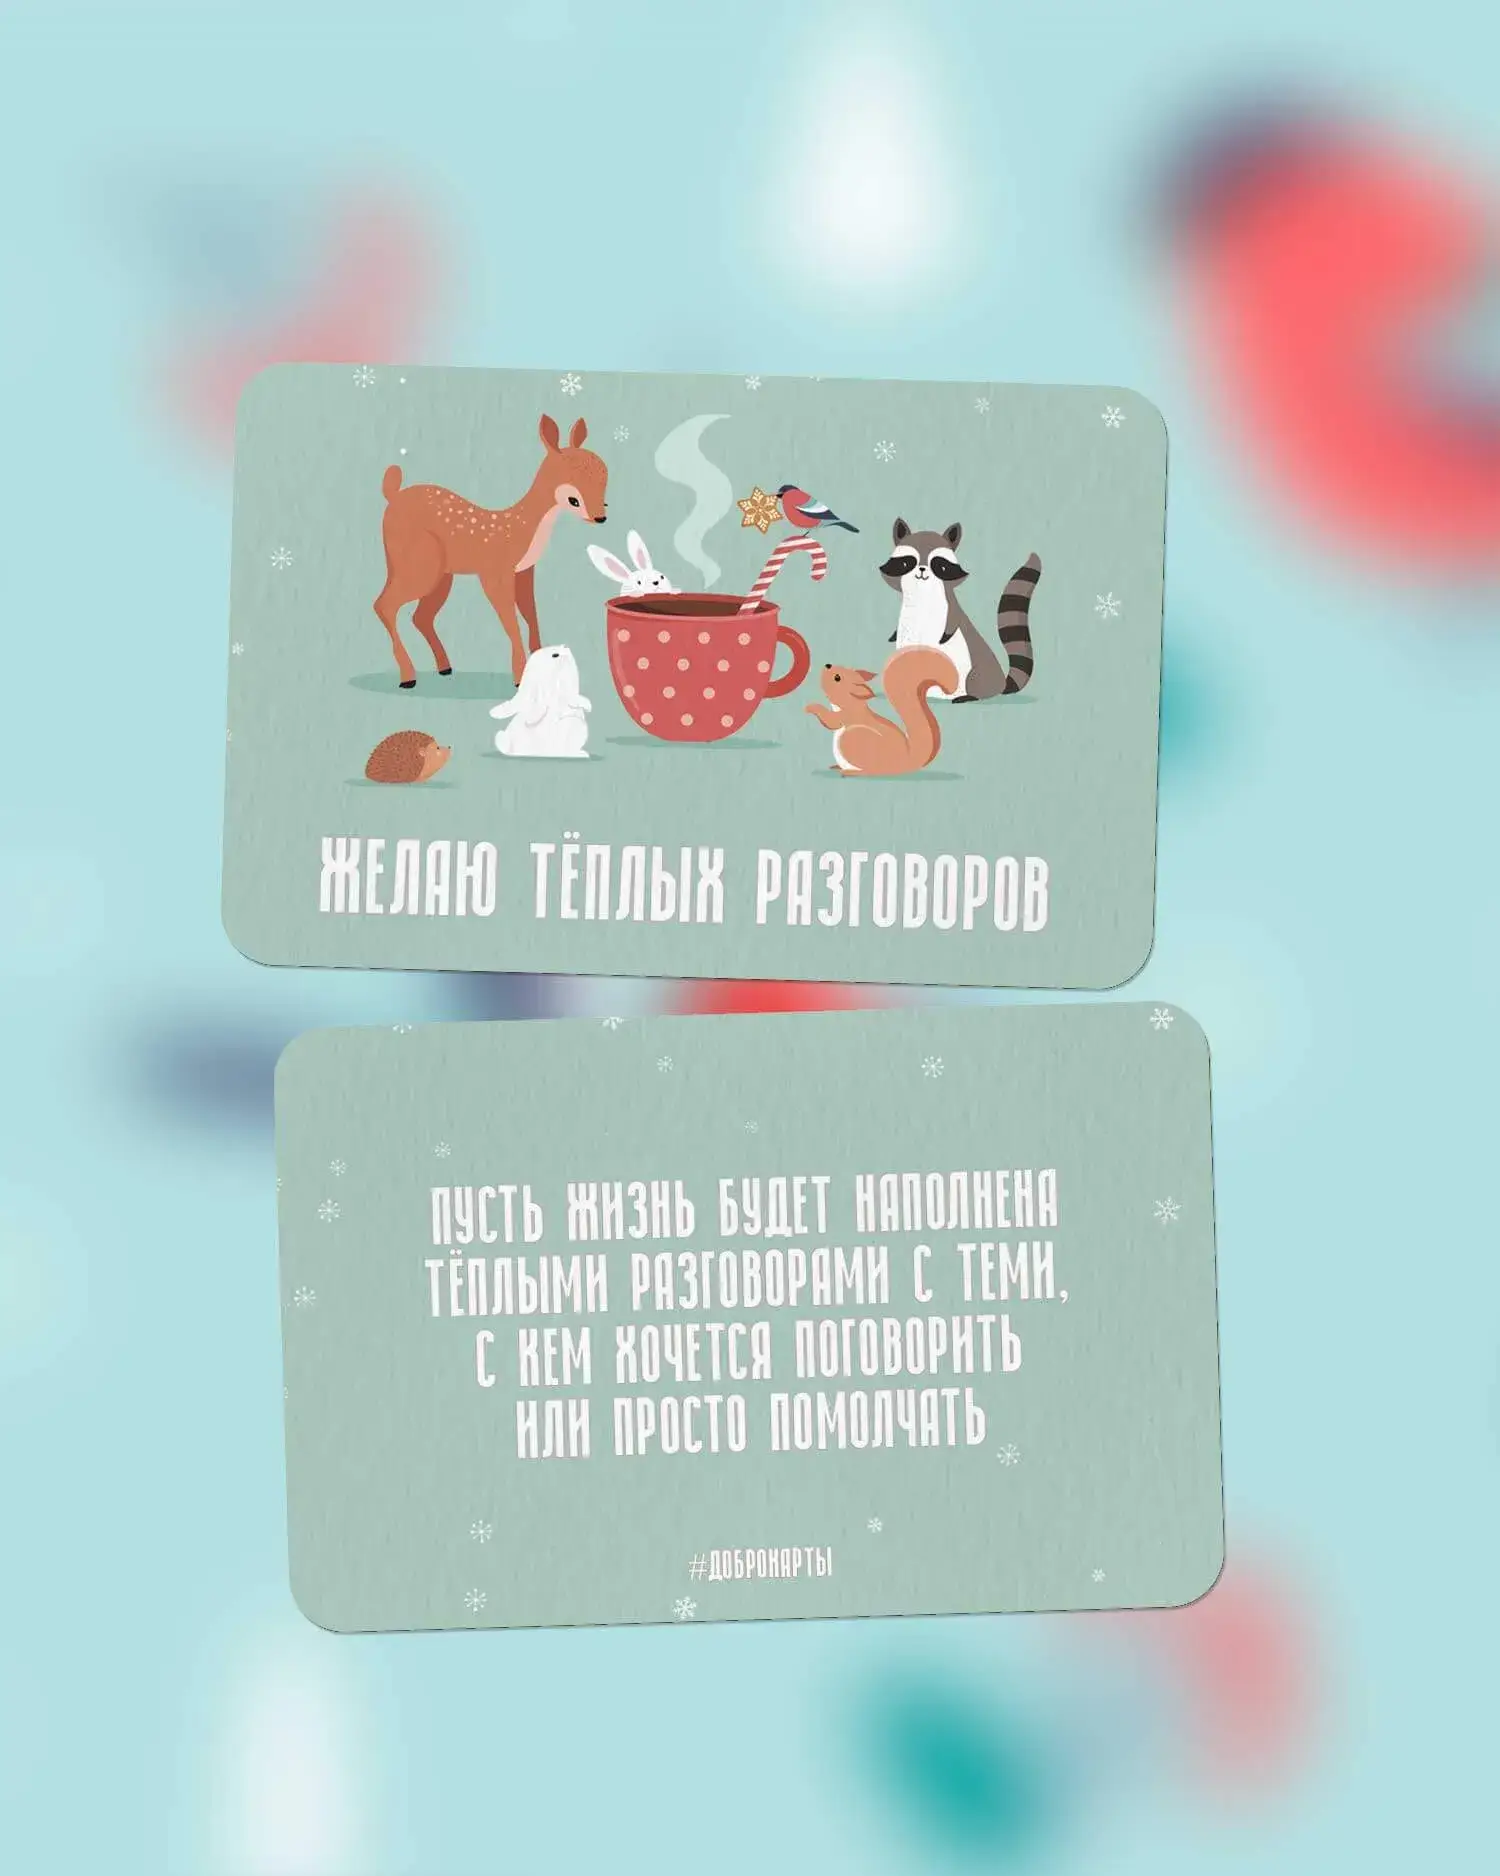 ЖЕЛАЮ ТЁПЛЫХ РАЗГОВОРОВ
ПУСТЬ ЖИЗНЬ БУДЕТ НАПОЛНЕНА
ТЁПЛЫМИ РАЗГОВОРАМИ С ТЕМИ,
С КЕМ ХОЧЕТСЯ ПОГОВОРИТЬ
ИЛИ ПРОСТО ПОМОЛЧАТЬ
#ДОБРОКАРТЫ